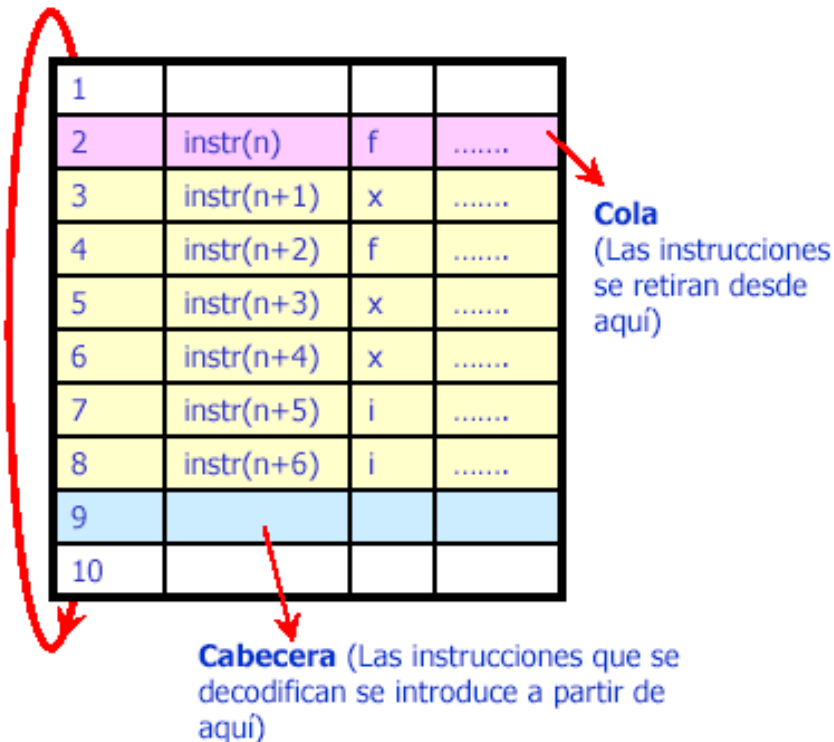 1
2 instr(n) f .......
3 instr(n+1) x .......
4 instr(n+2) f .......
5 instr(n+3) x .......
6 instr(n+4) x .......
7 instr(n+5) i .......
8 instr(n+6) i .......
9
10
Cola
(Las instrucciones
se retiran desde
aquí)
Cabecera (Las instrucciones que se
decodifican se introduce a partir de
aquí)